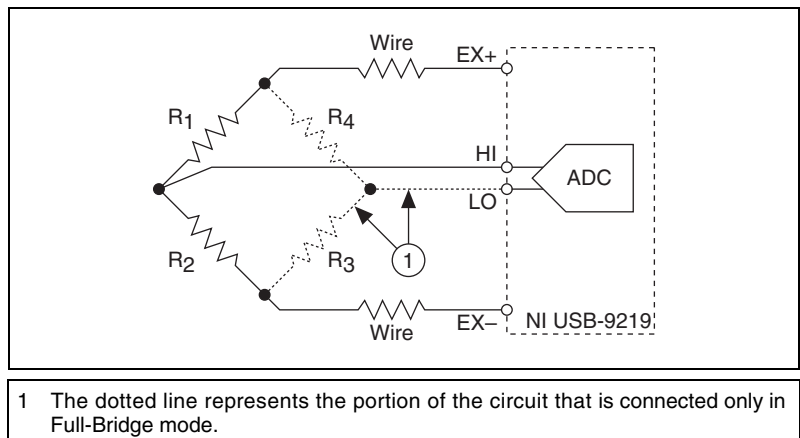 Wire
EX+
R1
R4
HI
ADC
LO
R2
R3
1
Wire
EX–
NI USB-9219
1 The dotted line represents the portion of the circuit that is connected only in
Full-Bridge mode.